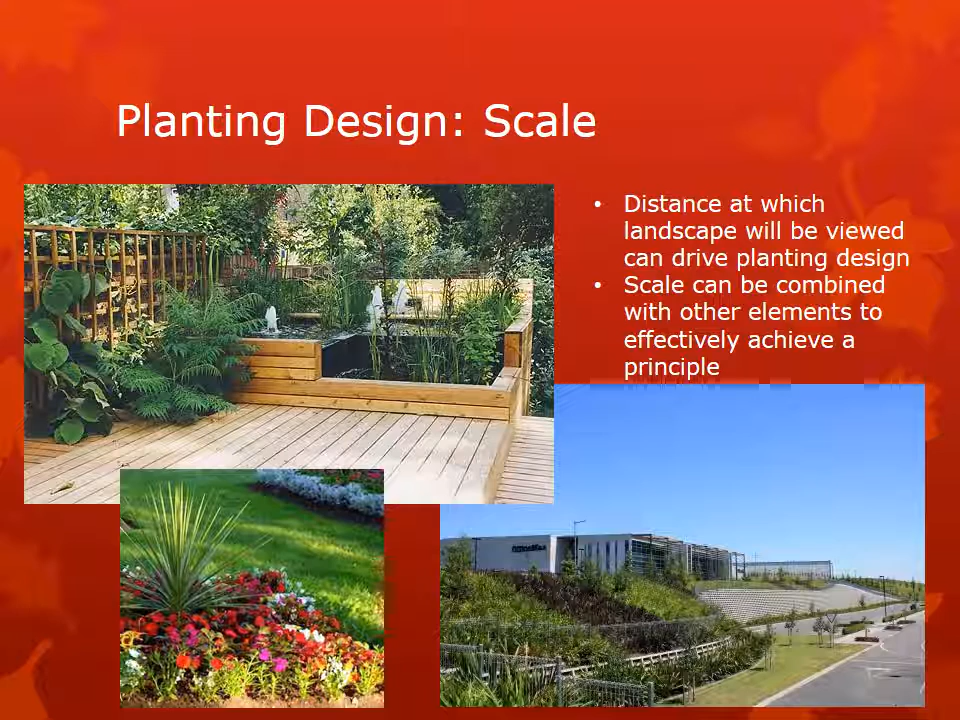 Planting Design: Scale
• Distance at which
landscape will be viewed
can drive planting design
• Scale can be combined
with other elements to
effectively achieve a
principle